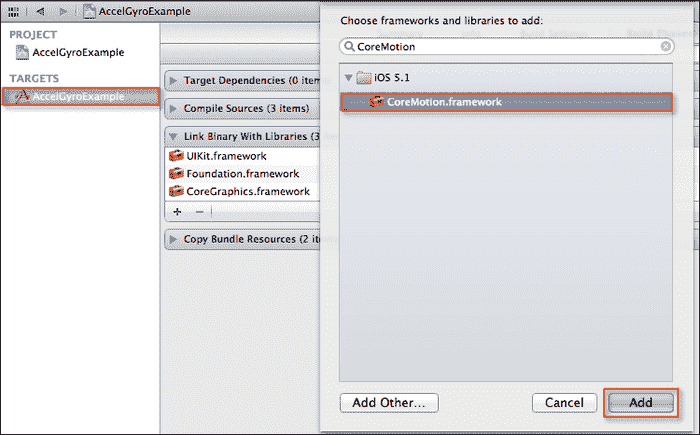 AccelGyroExample
PROJECT
AccelGyroExample
TARGETS
AccelGyroExample
Target Dependencies (0 i
Compile Sources (3 items)
Link Binary With Libraries (3
UIKit.framework
Foundation.framework
CoreGraphics.framework
Copy Bundle Resources (2 ite
Choose frameworks and libraries to add:
CoreMotion
iOS 5.1
CoreMotion.framework
Add Other...
Cancel
Add